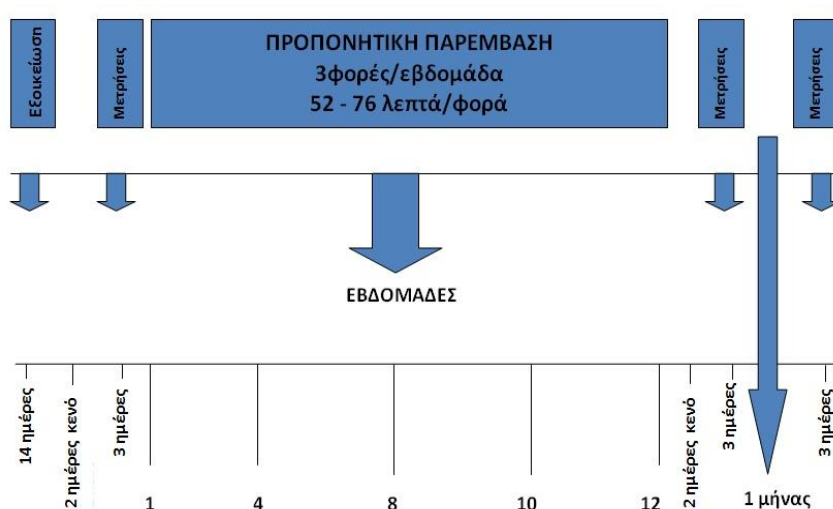 Εξοικείωση
Μετρήσεις
ΠΡΟΠΟΝΗΤΙΚΗ ΠΑΡΕΜΒΑΣΗ
3φορές/εβδομάδα
52 - 76 λεπτά/φορά
Μετρήσεις
Μετρήσεις
ΕΒΔΟΜΑΔΕΣ
14 ημέρες
2 ημέρες κενό
3 ημέρες
1
4
8
10
12
2 ημέρες κενό
3 ημέρες
1 μήνας
3 ημέρες